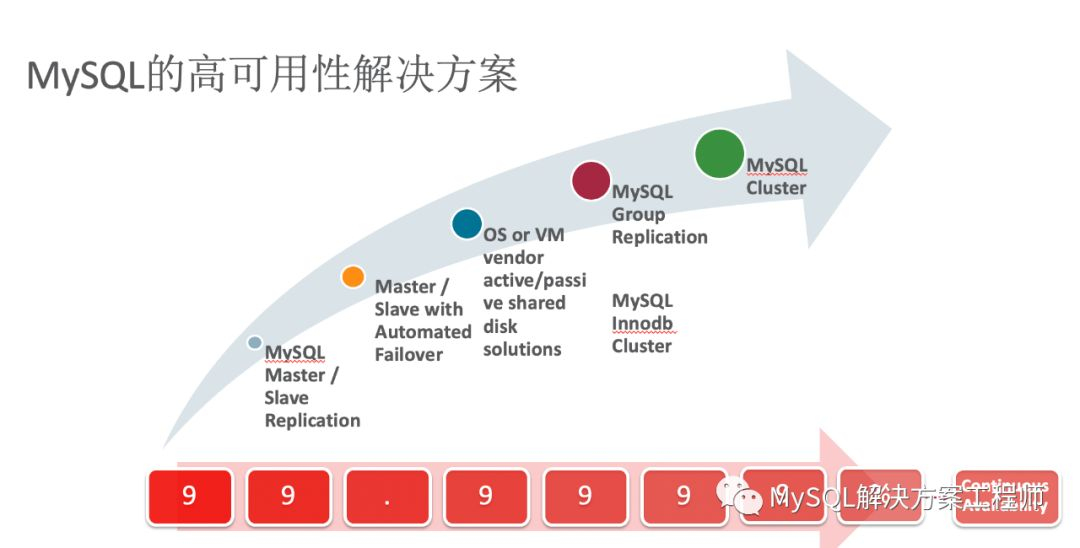 MySQL的高可用性解决方案
MySQL
Cluster
MySQL
Group
Replication
MySQL
Innodb
Cluster
OS or VM
vendor
active/passi
ve shared
disk
solutions
Master /
Slave with
Automated
Failover
MySQL
Master /
Slave
Replication
9 9 . 9 9 9 9 %
Continuous
Availability
MySQL解决方案工程师